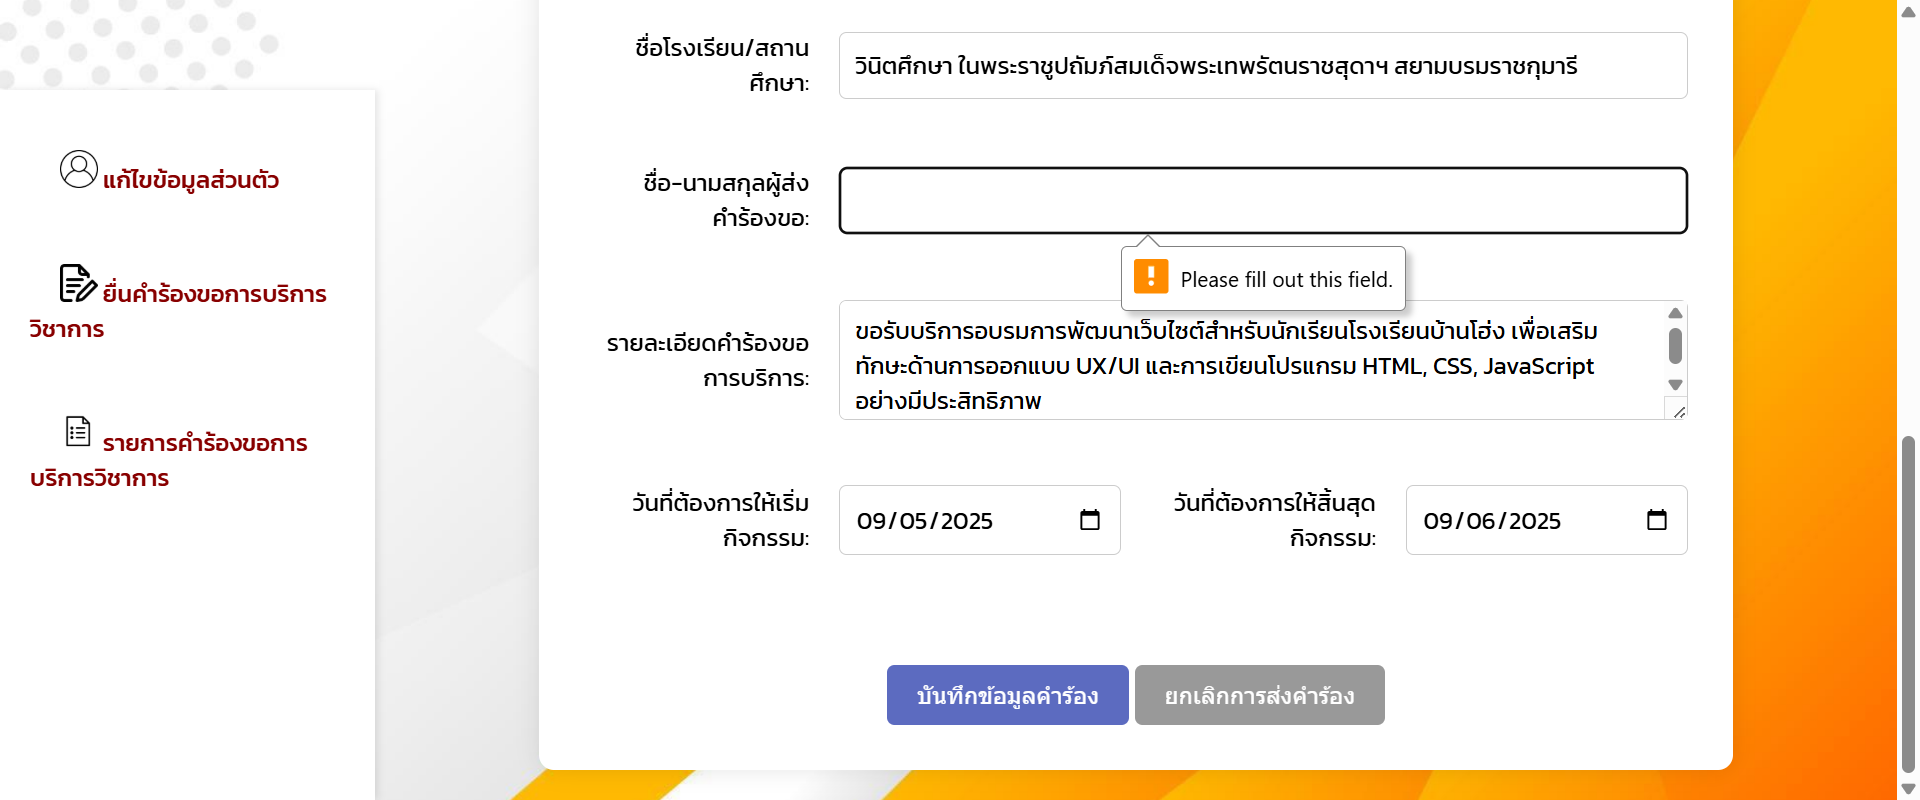 แก้ไขข้อมูลส่วนตัว
ยื่นคำร้องขอการบริการ
วิชาการ
รายการคำร้องขอการ
บริการวิชาการ
ชื่อโรงเรียน/สถาน
ศึกษา:
วินิตศึกษา ในพระราชูปถัมภ์สมเด็จพระเทพรัตนราชสุดาฯ สยามบรมราชกุมารี
ชื่อ-นามสกุลผู้ส่ง
คำร้องขอ:
Please fill out this field.
รายละเอียดคำร้องขอ
การบริการ:
ขอรับบริการอบรมการพัฒนาเว็บไซต์สำหรับนักเรียนโรงเรียนบ้านโฮ่ง เพื่อเสริม
ทักษะด้านการออกแบบ UX/UI และการเขียนโปรแกรม HTML, CSS, JavaScript
อย่างมีประสิทธิภาพ
วันที่ต้องการให้เริ่ม
กิจกรรม:
09/05/2025
วันที่ต้องการให้สิ้นสุด
กิจกรรม:
09/06/2025
บันทึกข้อมูลคำร้อง
ยกเลิกการส่งคำร้อง